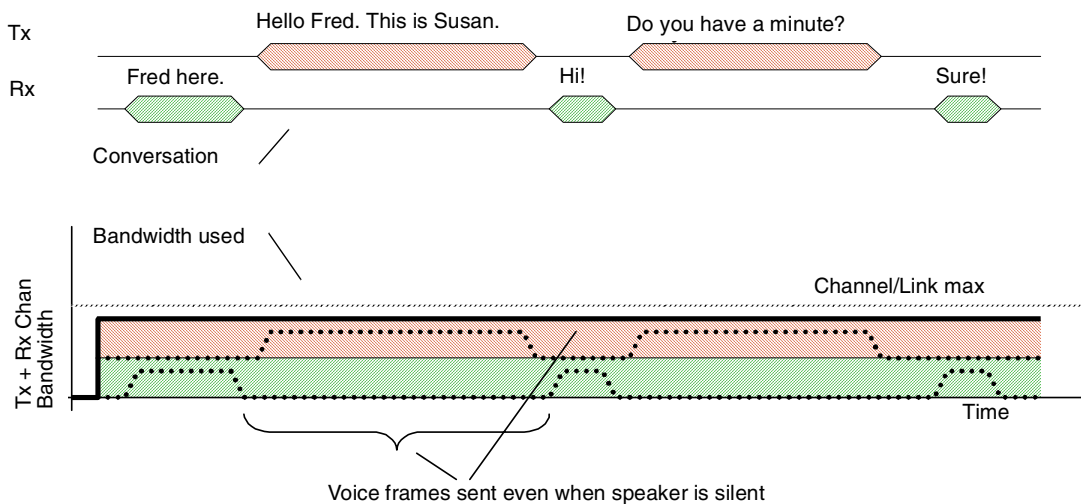 Hello Fred. This is Susan.
Do you have a minute?
Tx
Fred here.
Hi!
Sure!
Rx
Conversation
Bandwidth used
Channel/Link max
Tx + Rx Chan
Bandwidth
Time
Voice frames sent even when speaker is silent